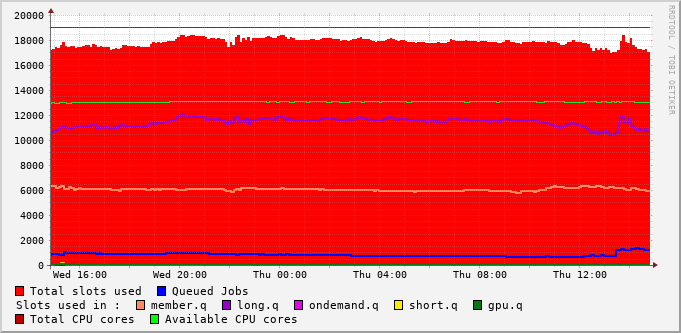 RRDTOOL / TOBI OETIKER
20000
18000
16000
14000
12000
10000
8000
6000
4000
2000
0
Wed 16:00 Wed 20:00 Thu 00:00 Thu 04:00 Thu 08:00 Thu 12:00
Total slots used Queued Jobs
Slots used in : member.q long.q ondemand.q short.q gpu.q
Total CPU cores Available CPU cores